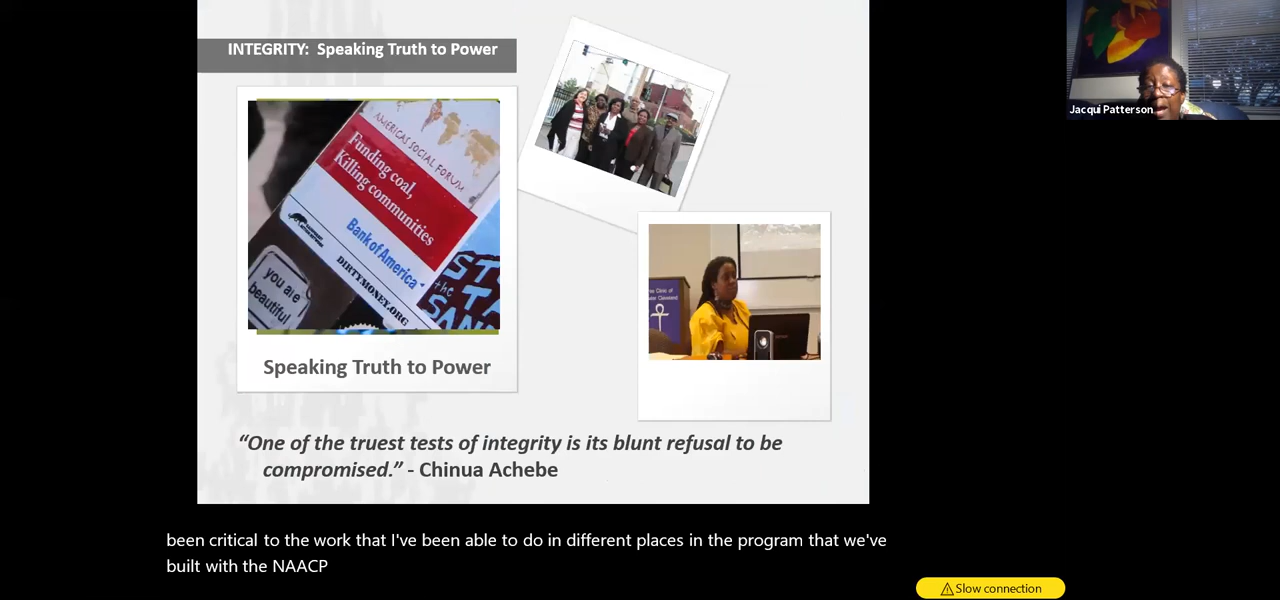 INTEGRITY: Speaking Truth to Power
AMERICAS SOCIAL FORUM
Funding coal,
Killing communities
Bank of America
DIRTYMONEY.ORG
you are
beautiful
the
Speaking Truth to Power
“One of the truest tests of integrity is its blunt refusal to be
compromised.” - Chinua Achebe
Jacqui Patterson
been critical to the work that I've been able to do in different places in the program that we've
built with the NAACP
Slow connection